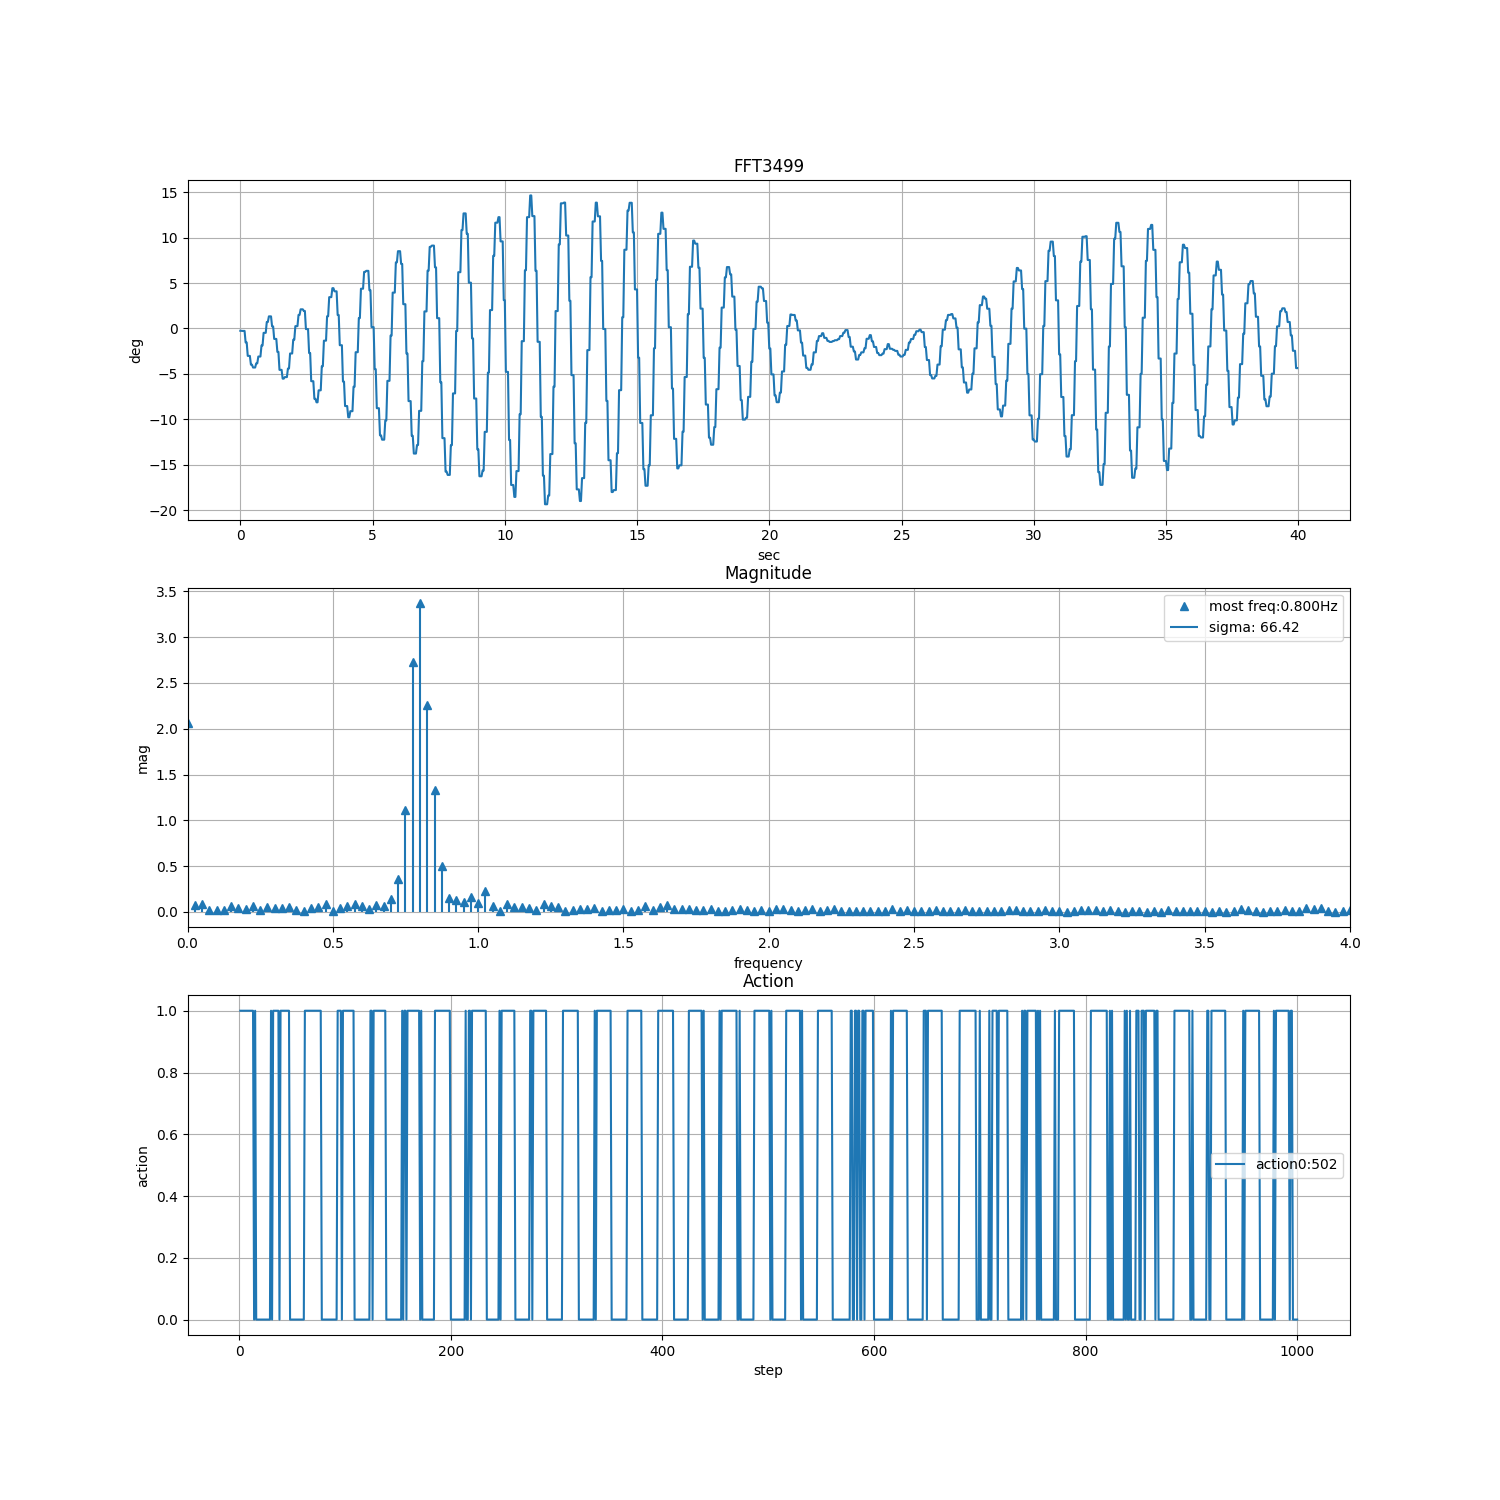 FFT3499
15
10
5
0
−5
−10
−15
−20
deg
0 5 10 15 20 25 30 35 40
sec
Magnitude
3.5
3.0
2.5
2.0
1.5
1.0
0.5
0.0
mag
most freq:0.800Hz
sigma: 66.42
0.0 0.5 1.0 1.5 2.0 2.5 3.0 3.5 4.0
frequency
Action
1.0
0.8
0.6
0.4
0.2
0.0
action
action0:502
0 200 400 600 800 1000
step